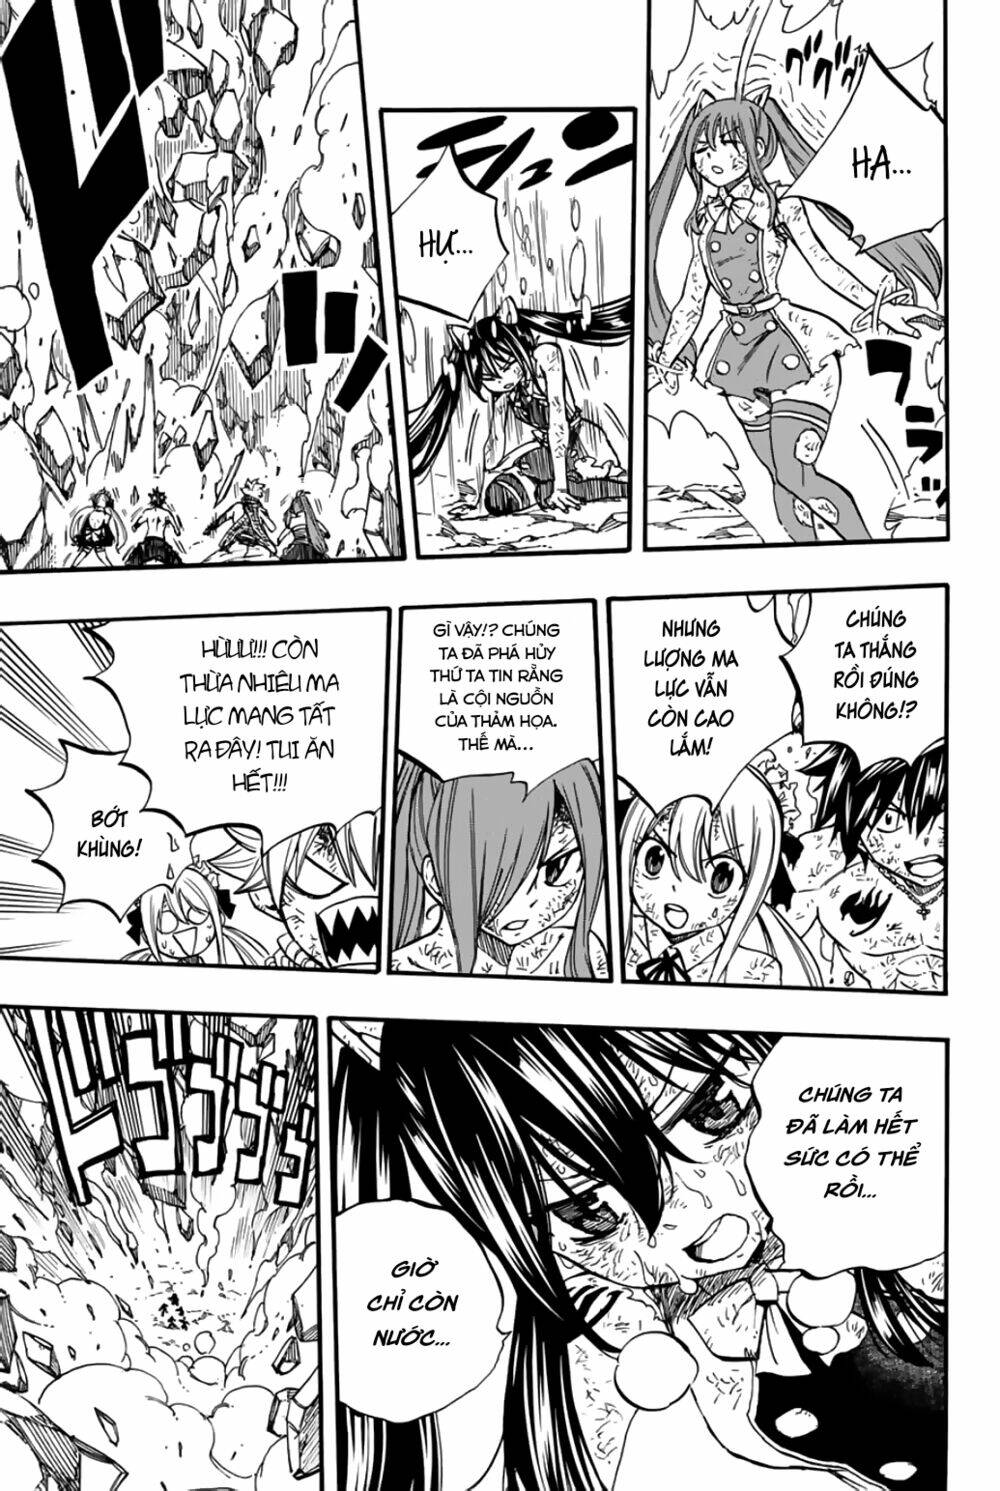 HA...
HỰ...
CHÚNG
TA THẮNG
RỒI ĐÚNG
KHÔNG!?
NHƯNG
LƯỢNG MA
LỰC VẪN
CÒN CAO
LẮM!
GÌ VẬY!? CHÚNG
TA ĐÃ PHÁ HỦY
THỨ TA TIN RẰNG
LÀ CỘI NGUỒN
CỦA THẢM HỌA.
THẾ MÀ...
HỪƯƯ!!! CÒN
THỪA NHIÊU MA
LỰC MANG TẤT
RA ĐÂY! TUI ĂN
HẾT!!!
BỚT
KHÙNG!
CHÚNG TA
ĐÃ LÀM HẾT
SỨC CÓ THỂ
RỒI...
GIỜ
CHỈ CÒN
NƯỚC...